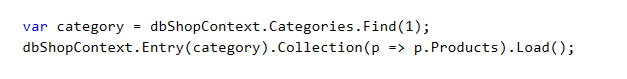 var category = dbShopContext.Categories.Find(1);
dbShopContext.Entry(category).Collection(p => p.Products).Load();